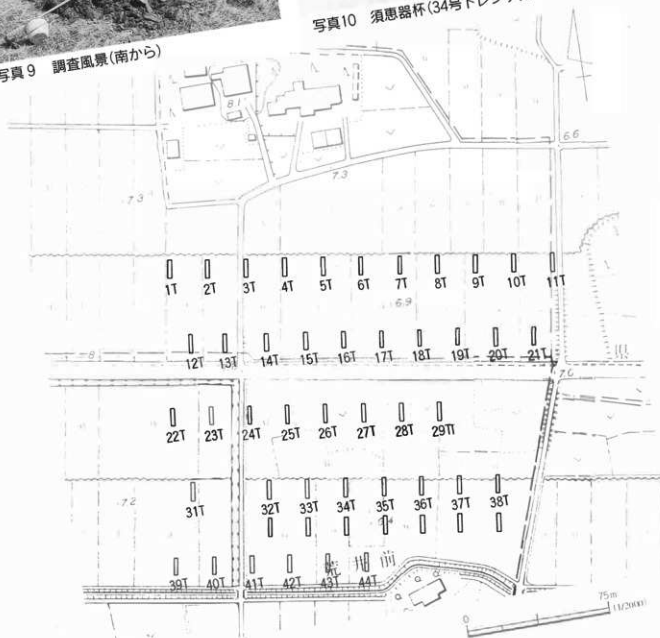 写真9 調査風景(南から)
写真10 須恵器杯(34号トレンチ)
8.1
6.6
7.3
7.3
1T 2T 3T 4T 5T 6T 7T 8T 9T 10T 11T
6.9
12T 13T 14T 15T 16T 17T 18T 19T 20T 21T
7.0
22T 23T 24T 25T 26T 27T 28T 29T
31T 32T 33T 34T 35T 36T 37T 38T
7.2
39T 40T 41T 42T 43T 44T
0 75m
(1/2000)